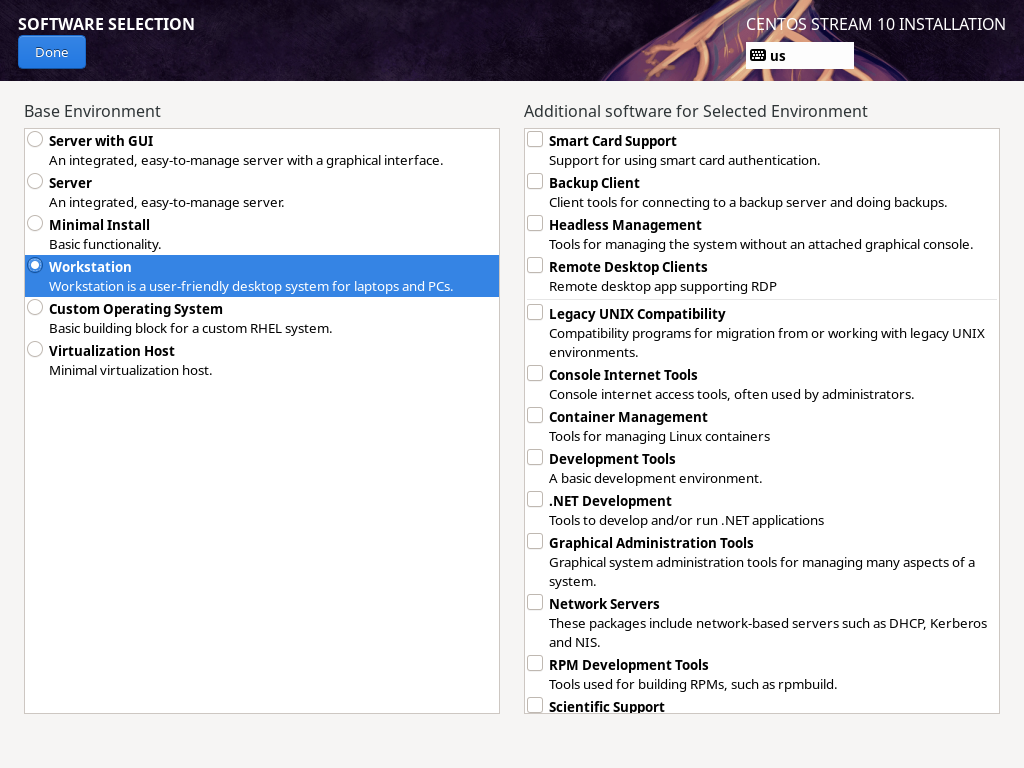 SOFTWARE SELECTION
CENTOS STREAM 10 INSTALLATION
Done
us
Base Environment
Server with GUI
An integrated, easy-to-manage server with a graphical interface.
Server
An integrated, easy-to-manage server.
Minimal Install
Basic functionality.
Workstation
Workstation is a user-friendly desktop system for laptops and PCs.
Custom Operating System
Basic building block for a custom RHEL system.
Virtualization Host
Minimal virtualization host.
Additional software for Selected Environment
Smart Card Support
Support for using smart card authentication.
Backup Client
Client tools for connecting to a backup server and doing backups.
Headless Management
Tools for managing the system without an attached graphical console.
Remote Desktop Clients
Remote desktop app supporting RDP
Legacy UNIX Compatibility
Compatibility programs for migration from or working with legacy UNIX
environments.
Console Internet Tools
Console internet access tools, often used by administrators.
Container Management
Tools for managing Linux containers
Development Tools
A basic development environment.
.NET Development
Tools to develop and/or run .NET applications
Graphical Administration Tools
Graphical system administration tools for managing many aspects of a
system.
Network Servers
These packages include network-based servers such as DHCP, Kerberos
and NIS.
RPM Development Tools
Tools used for building RPMs, such as rpmbuild.
Scientific Support